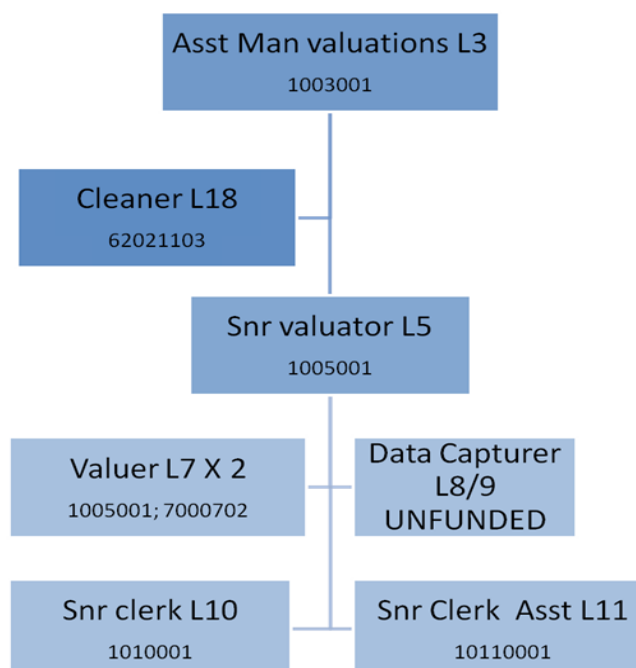 Asst Man valuations L3
1003001
Cleaner L18
62021103
Snr valuator L5
1005001
Valuer L7 X 2
1005001; 7000702
Data Capturer
L8/9
UNFUNDED
Snr clerk L10
1010001
Snr Clerk  Asst L11
10110001